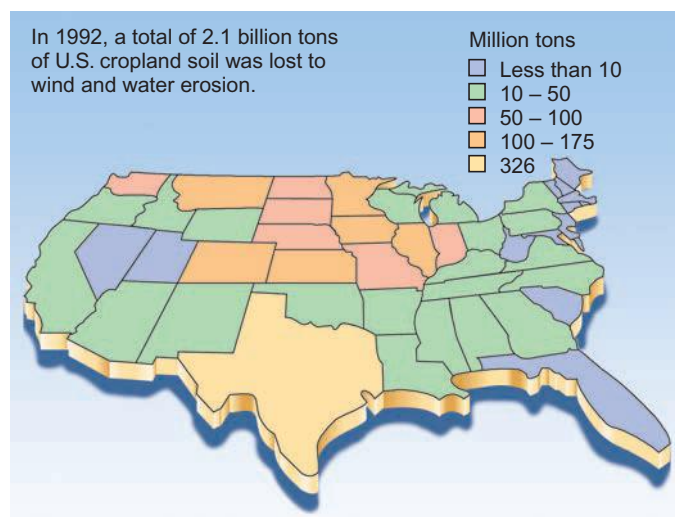 In 1992, a total of 2.1 billion tons
of U.S. cropland soil was lost to
wind and water erosion.
Million tons
Less than 10
10 – 50
50 – 100
100 – 175
326